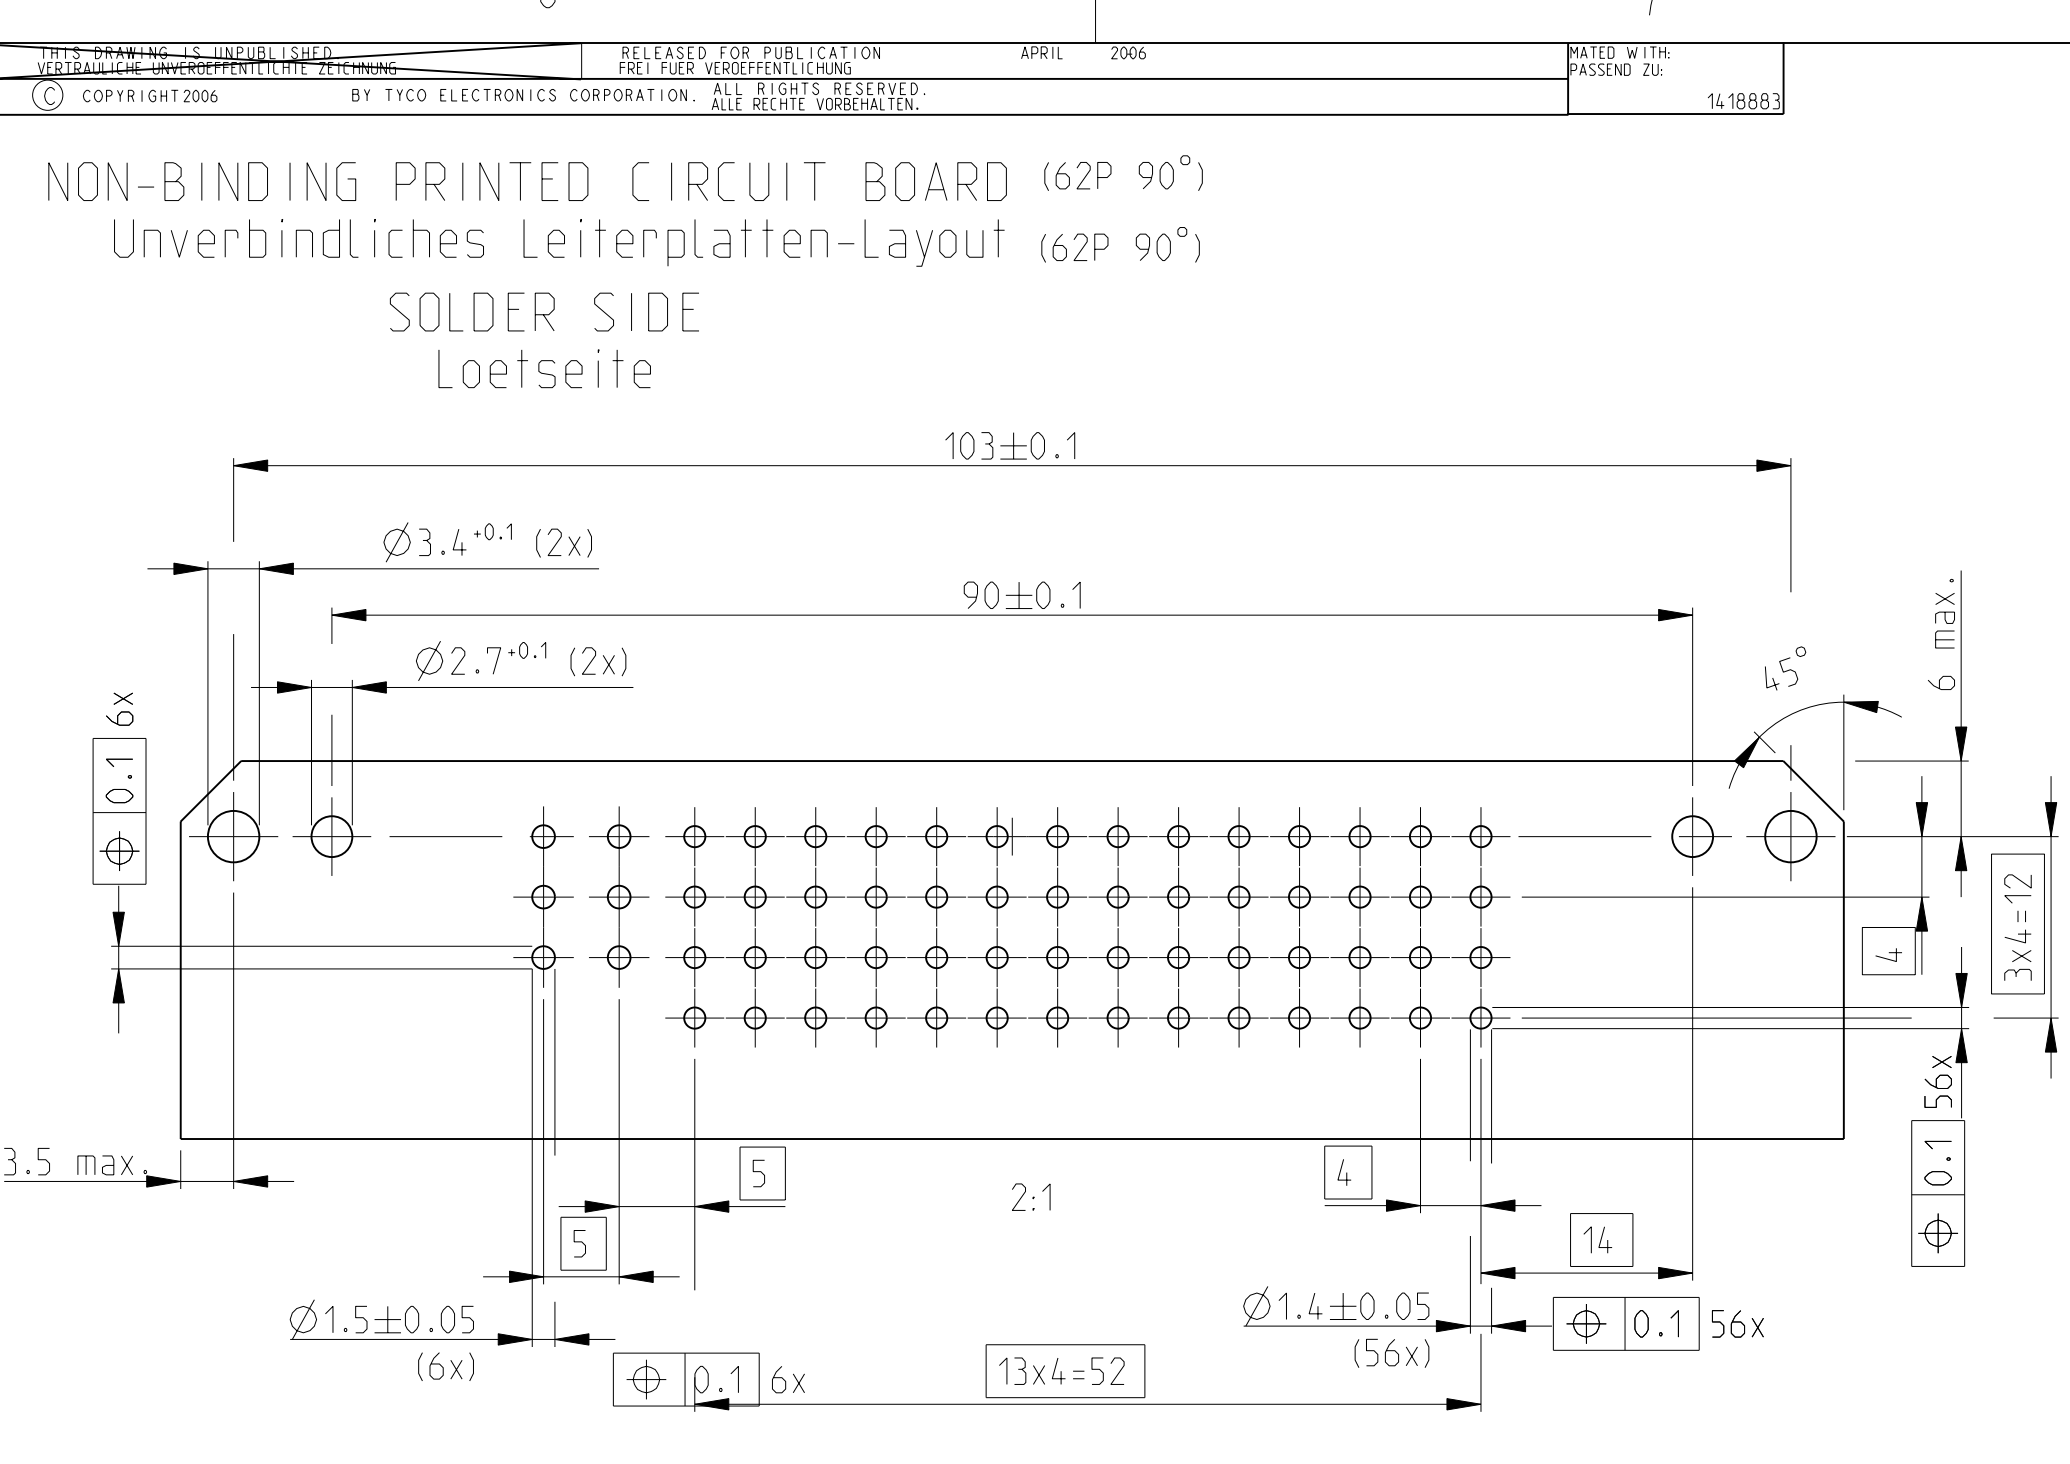 THIS DRAWING IS UNPUBLISHED
VERTRAULICHE UNVEROEFFENTLICHTE ZEICHNUNG
RELEASED FOR PUBLICATION APRIL 2006
FREI FUER VEROEFFENTLICHUNG
MATED WITH:
PASSEND ZU:
1418883
© COPYRIGHT 2006 BY TYCO ELECTRONICS CORPORATION. ALL RIGHTS RESERVED.
ALLE RECHTE VORBEHALTEN.
NON-BINDING PRINTED CIRCUIT BOARD (62P 90°)
Unverbindliches Leiterplatten-Layout (62P 90°)
SOLDER SIDE
Loetseite
103±0.1
Ø3.4+0.1 (2x)
90±0.1
Ø2.7+0.1 (2x)
45°
6 max.
⌖ 0.1 6x
4
3x4=12
⌖ 0.1 56x
3.5 max.
5
4
2:1
5
14
Ø1.5±0.05
(6x)
⌖ 0.1 6x
Ø1.4±0.05
(56x)
⌖ 0.1 56x
13x4=52